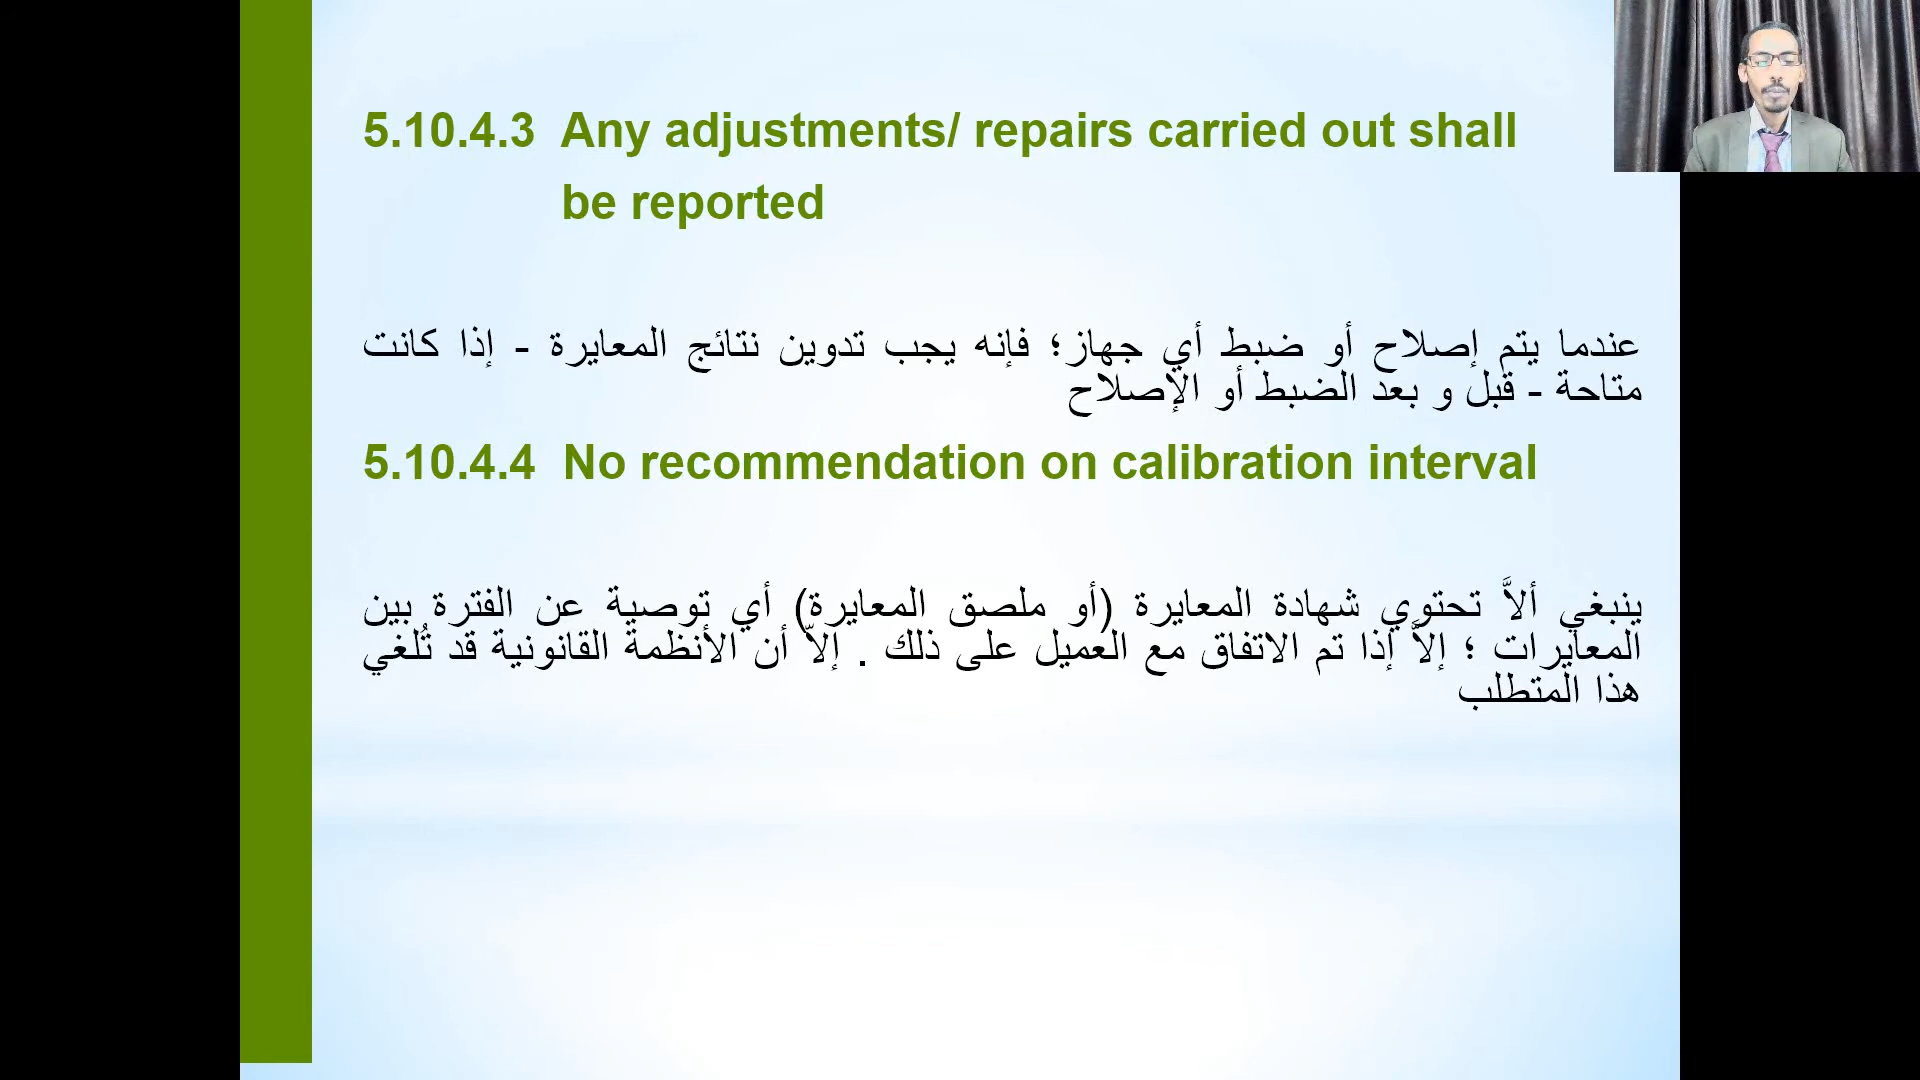 5.10.4.3 Any adjustments/ repairs carried out shall
be reported
عندما يتم إصلاح أو ضبط أي جهاز؛ فإنه يجب تدوين نتائج المعايرة - إذا كانت
متاحة - قبل و بعد الضبط أو الإصلاح
5.10.4.4 No recommendation on calibration interval
ينبغي ألاَّ تحتوي شهادة المعايرة (أو ملصق المعايرة) أي توصية عن الفترة بين
المعايرات ؛ إلاَّ إذا تم الاتفاق مع العميل على ذلك . إلاّ أن الأنظمة القانونية قد تُلغي
هذا المتطلب